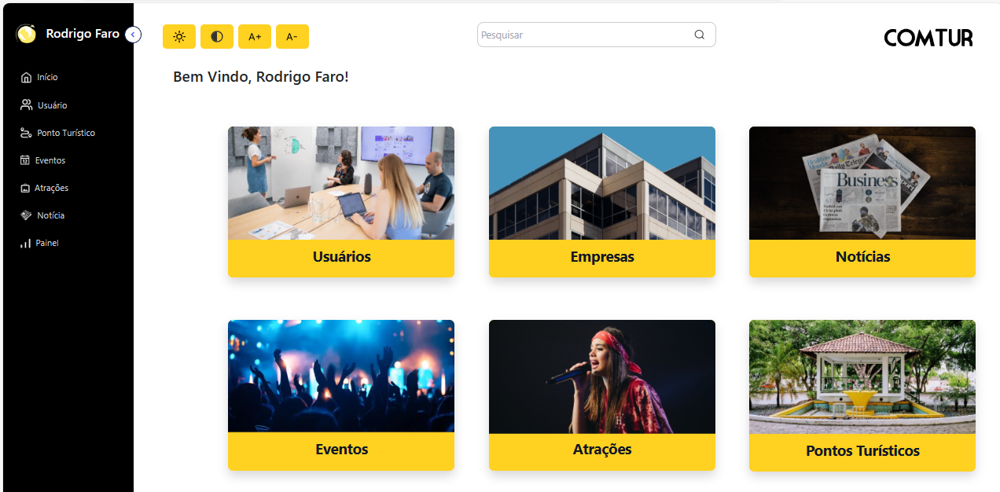 Rodrigo Faro
Início
Usuário
Ponto Turístico
Eventos
Atrações
Notícia
Painel
A+ A-
Pesquisar
COMTUR
Bem Vindo, Rodrigo Faro!
Business
Usuários
Empresas
Notícias
Eventos
Atrações
Pontos Turísticos